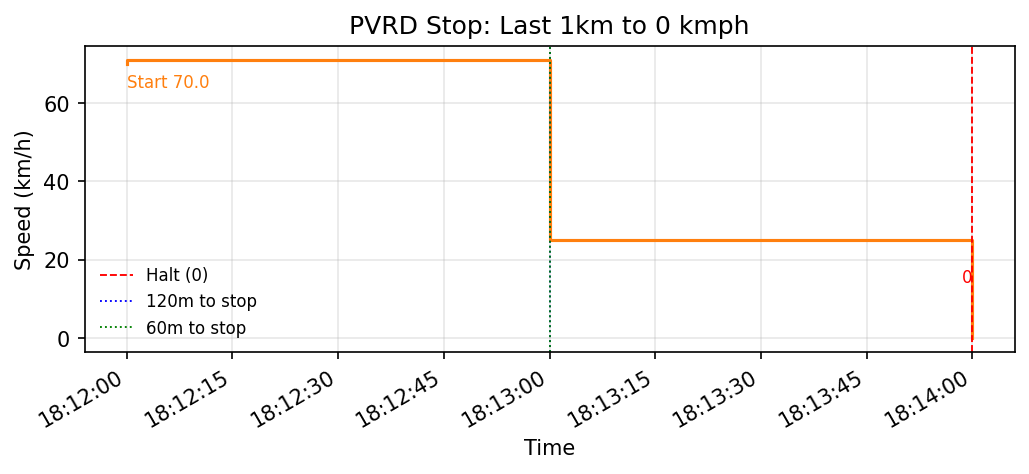 PVRD Stop: Last 1km to 0 kmph
Speed (km/h)
60
40
20
0
Start 70.0
0
Halt (0)
120m to stop
60m to stop
18:12:00
18:12:15
18:12:30
18:12:45
18:13:00
18:13:15
18:13:30
18:13:45
18:14:00
Time